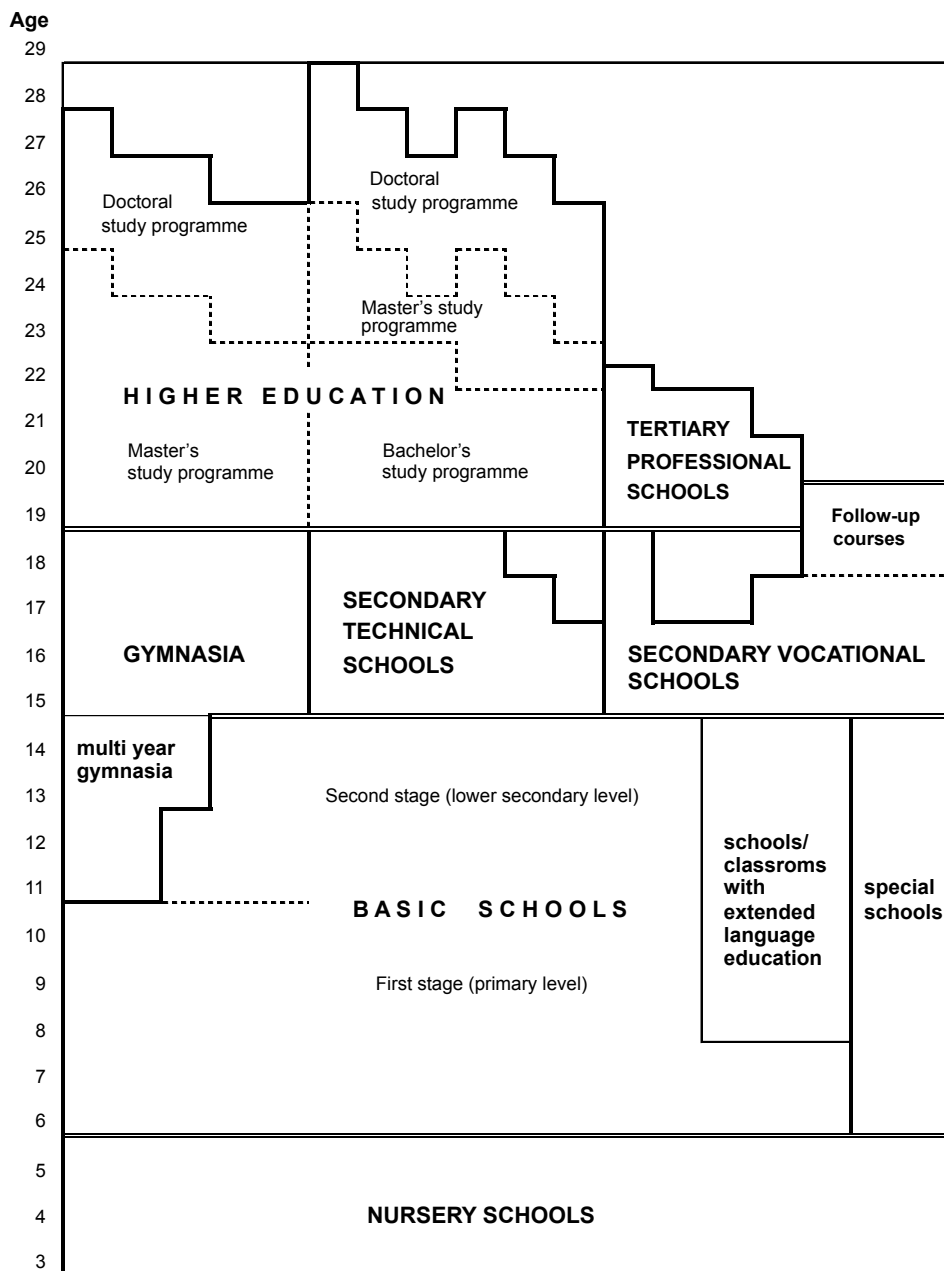 Age
29
28
27
26
25
24
23
22
21
20
19
18
17
16
15
14
13
12
11
10
9
8
7
6
5
4
3
Doctoral
study programme
Doctoral
study programme
Master's study
programme
HIGHER EDUCATION
Master's
study programme
Bachelor's
study programme
TERTIARY
PROFESSIONAL
SCHOOLS
Follow-up
courses
GYMNASIA
SECONDARY
TECHNICAL
SCHOOLS
SECONDARY VOCATIONAL
SCHOOLS
multi year
gymnasia
Second stage (lower secondary level)
BASIC SCHOOLS
First stage (primary level)
schools/
classroms
with
extended
language
education
special
schools
NURSERY SCHOOLS